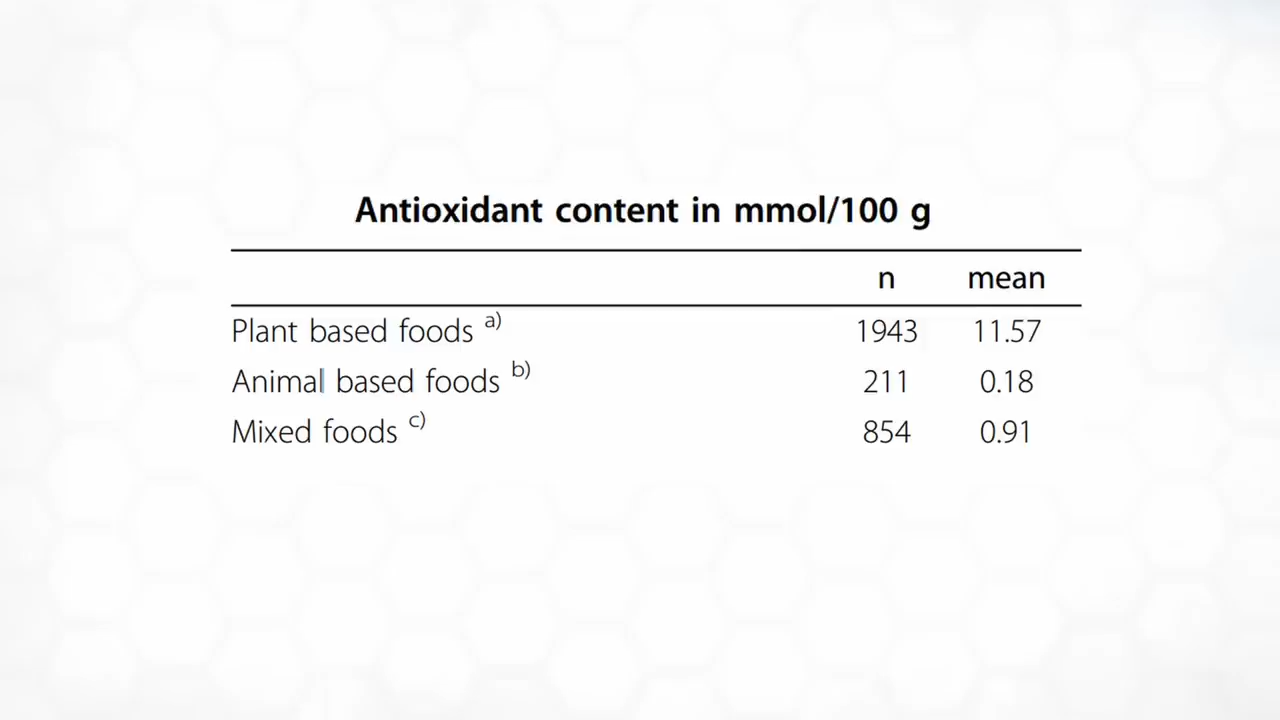 Antioxidant content in mmol/100 g
n mean
Plant based foods a) 1943 11.57
Animal based foods b) 211 0.18
Mixed foods c) 854 0.91